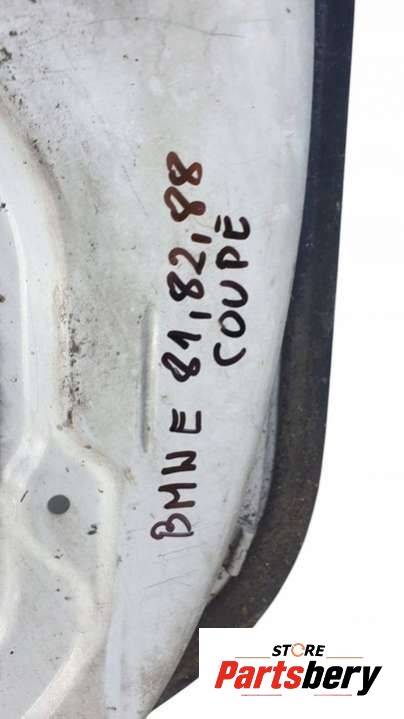 BMW E 81, 82, 88
COUPÉ
STORE
Partsbery